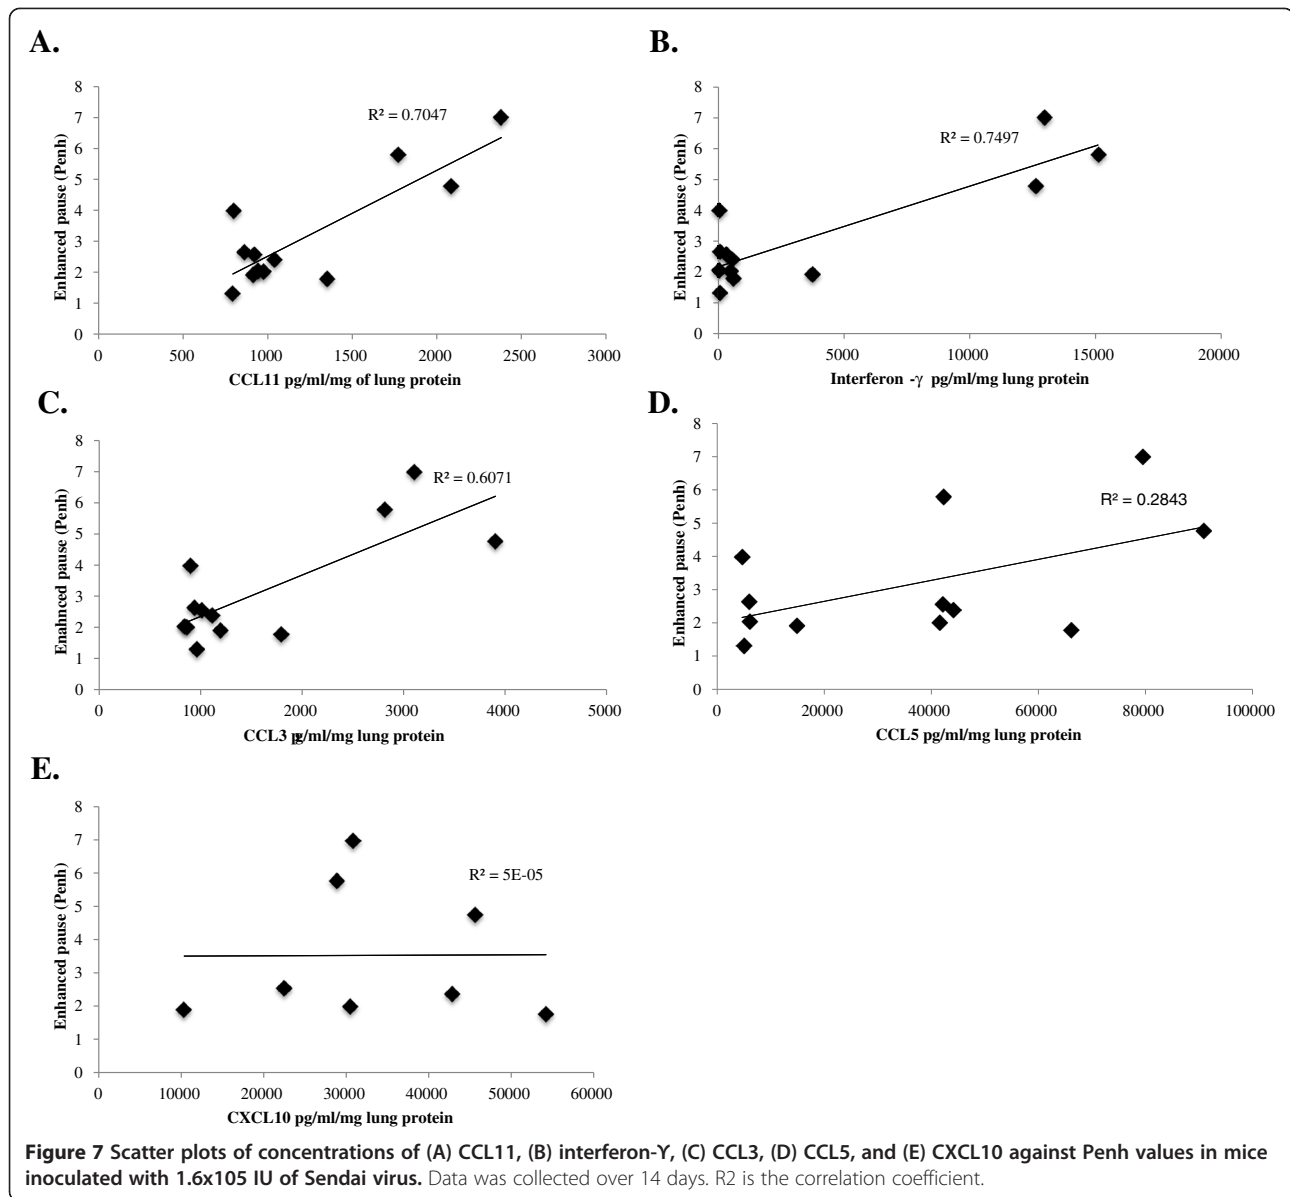 A.
8
7
6
5
4
3
2
1
0
Enhanced pause (Penh)
R² = 0.7047
0 500 1000 1500 2000 2500 3000
CCL11 pg/ml/mg of lung protein
B.
8
7
6
5
4
3
2
1
0
Enhanced pause (Penh)
R² = 0.7497
0 5000 10000 15000 20000
Interferon -γ pg/ml/mg lung protein
C.
8
7
6
5
4
3
2
1
0
Enahnced pause (Penh)
R² = 0.6071
0 1000 2000 3000 4000 5000
CCL3 pg/ml/mg lung protein
D.
8
7
6
5
4
3
2
1
0
Enhanced pause (Penh)
R² = 0.2843
0 20000 40000 60000 80000 100000
CCL5 pg/ml/mg lung protein
E.
8
7
6
5
4
3
2
1
0
Enhanced pause (Penh)
R² = 5E-05
0 10000 20000 30000 40000 50000 60000
CXCL10 pg/ml/mg lung protein
Figure 7 Scatter plots of concentrations of (A) CCL11, (B) interferon-ϒ, (C) CCL3, (D) CCL5, and (E) CXCL10 against Penh values in mice
inoculated with 1.6x105 IU of Sendai virus. Data was collected over 14 days. R2 is the correlation coefficient.